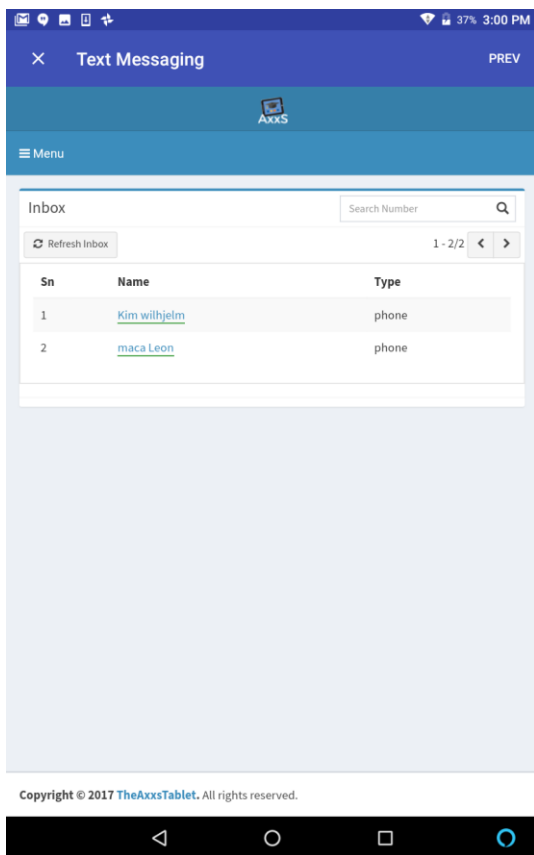 37% 3:00 PM
Text Messaging PREV
AxxS
Menu
Inbox Search Number
Refresh Inbox 1 - 2/2
Sn Name Type
1 Kim wilhjelm phone
2 maca Leon phone
Copyright © 2017 TheAxxsTablet. All rights reserved.